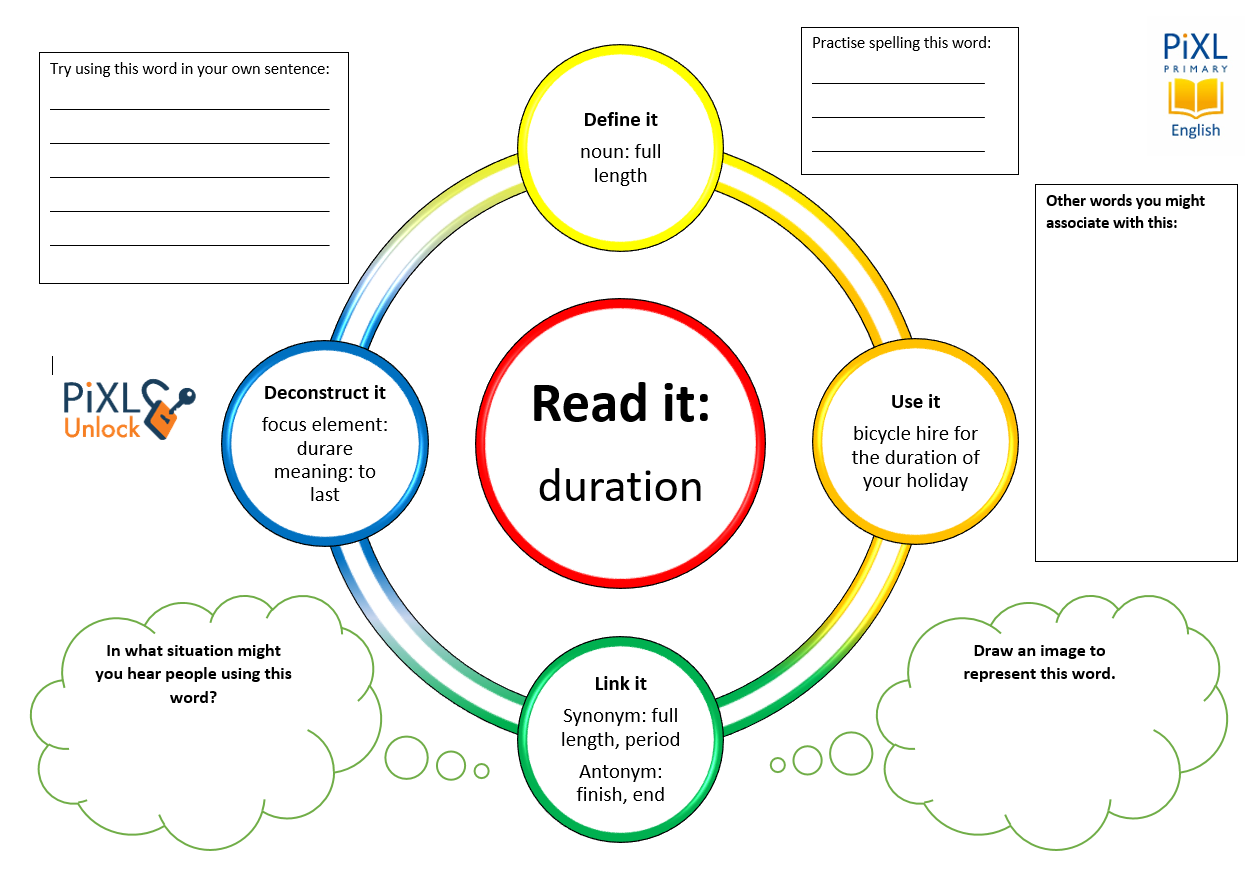 Try using this word in your own sentence:
Define it
noun: full
length
Practise spelling this word:
PiXL
PRIMARY
English
Other words you might
associate with this:
PiXL
Unlock
Deconstruct it
focus element:
durare
meaning: to
last
Read it:
duration
Use it
bicycle hire for
the duration of
your holiday
In what situation might
you hear people using this
word?
Link it
Synonym: full
length, period
Antonym:
finish, end
Draw an image to
represent this word.